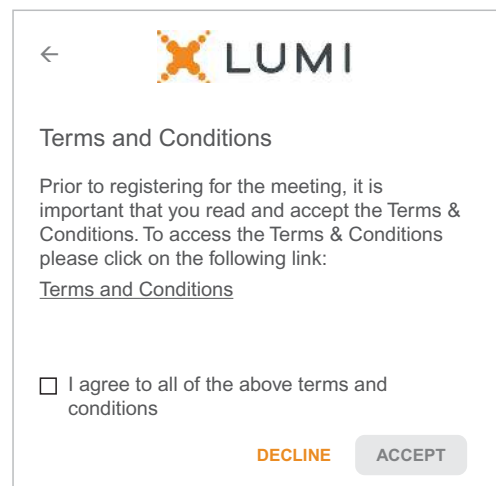 LUMI
Terms and Conditions
Prior to registering for the meeting, it is
important that you read and accept the Terms &
Conditions. To access the Terms & Conditions
please click on the following link:
Terms and Conditions
I agree to all of the above terms and
conditions
DECLINE ACCEPT